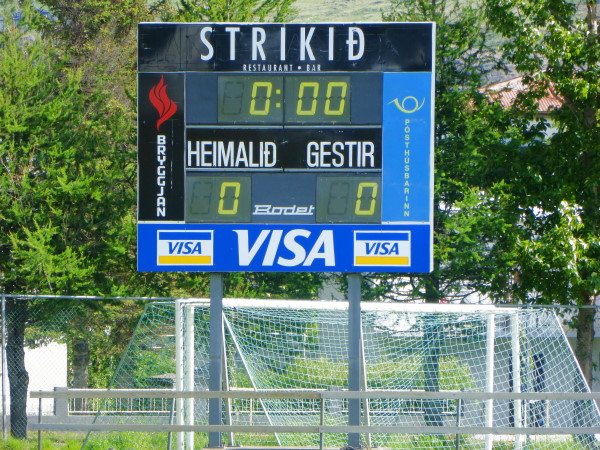 STRIKIÐ
RESTAURANT • BAR
0:00
BRYGGJAN
PÓSTHÚSBARINN
HEIMALIÐ GESTIR
0 Bodet 0
VISA VISA VISA